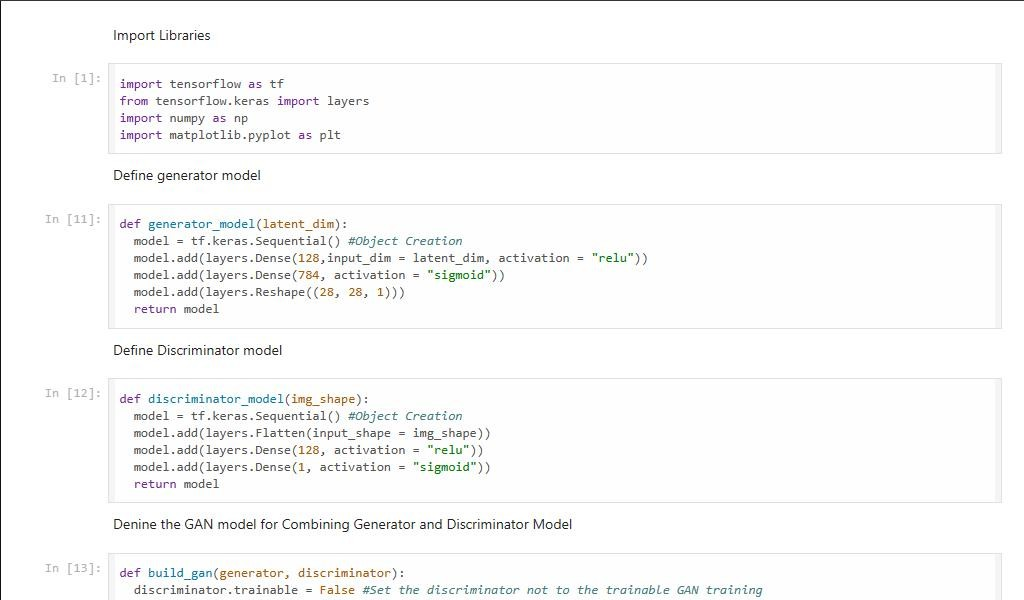 Import Libraries
In [1]:
import tensorflow as tf
from tensorflow.keras import layers
import numpy as np
import matplotlib.pyplot as plt
Define generator model
In [11]:
def generator_model(latent_dim):
  model = tf.keras.Sequential() #Object Creation
  model.add(layers.Dense(128,input_dim = latent_dim, activation = "relu"))
  model.add(layers.Dense(784, activation = "sigmoid"))
  model.add(layers.Reshape((28, 28, 1)))
  return model
Define Discriminator model
In [12]:
def discriminator_model(img_shape):
  model = tf.keras.Sequential() #Object Creation
  model.add(layers.Flatten(input_shape = img_shape))
  model.add(layers.Dense(128, activation = "relu"))
  model.add(layers.Dense(1, activation = "sigmoid"))
  return model
Denine the GAN model for Combining Generator and Discriminator Model
In [13]:
def build_gan(generator, discriminator):
  discriminator.trainable = False #Set the discriminator not to the trainable GAN training